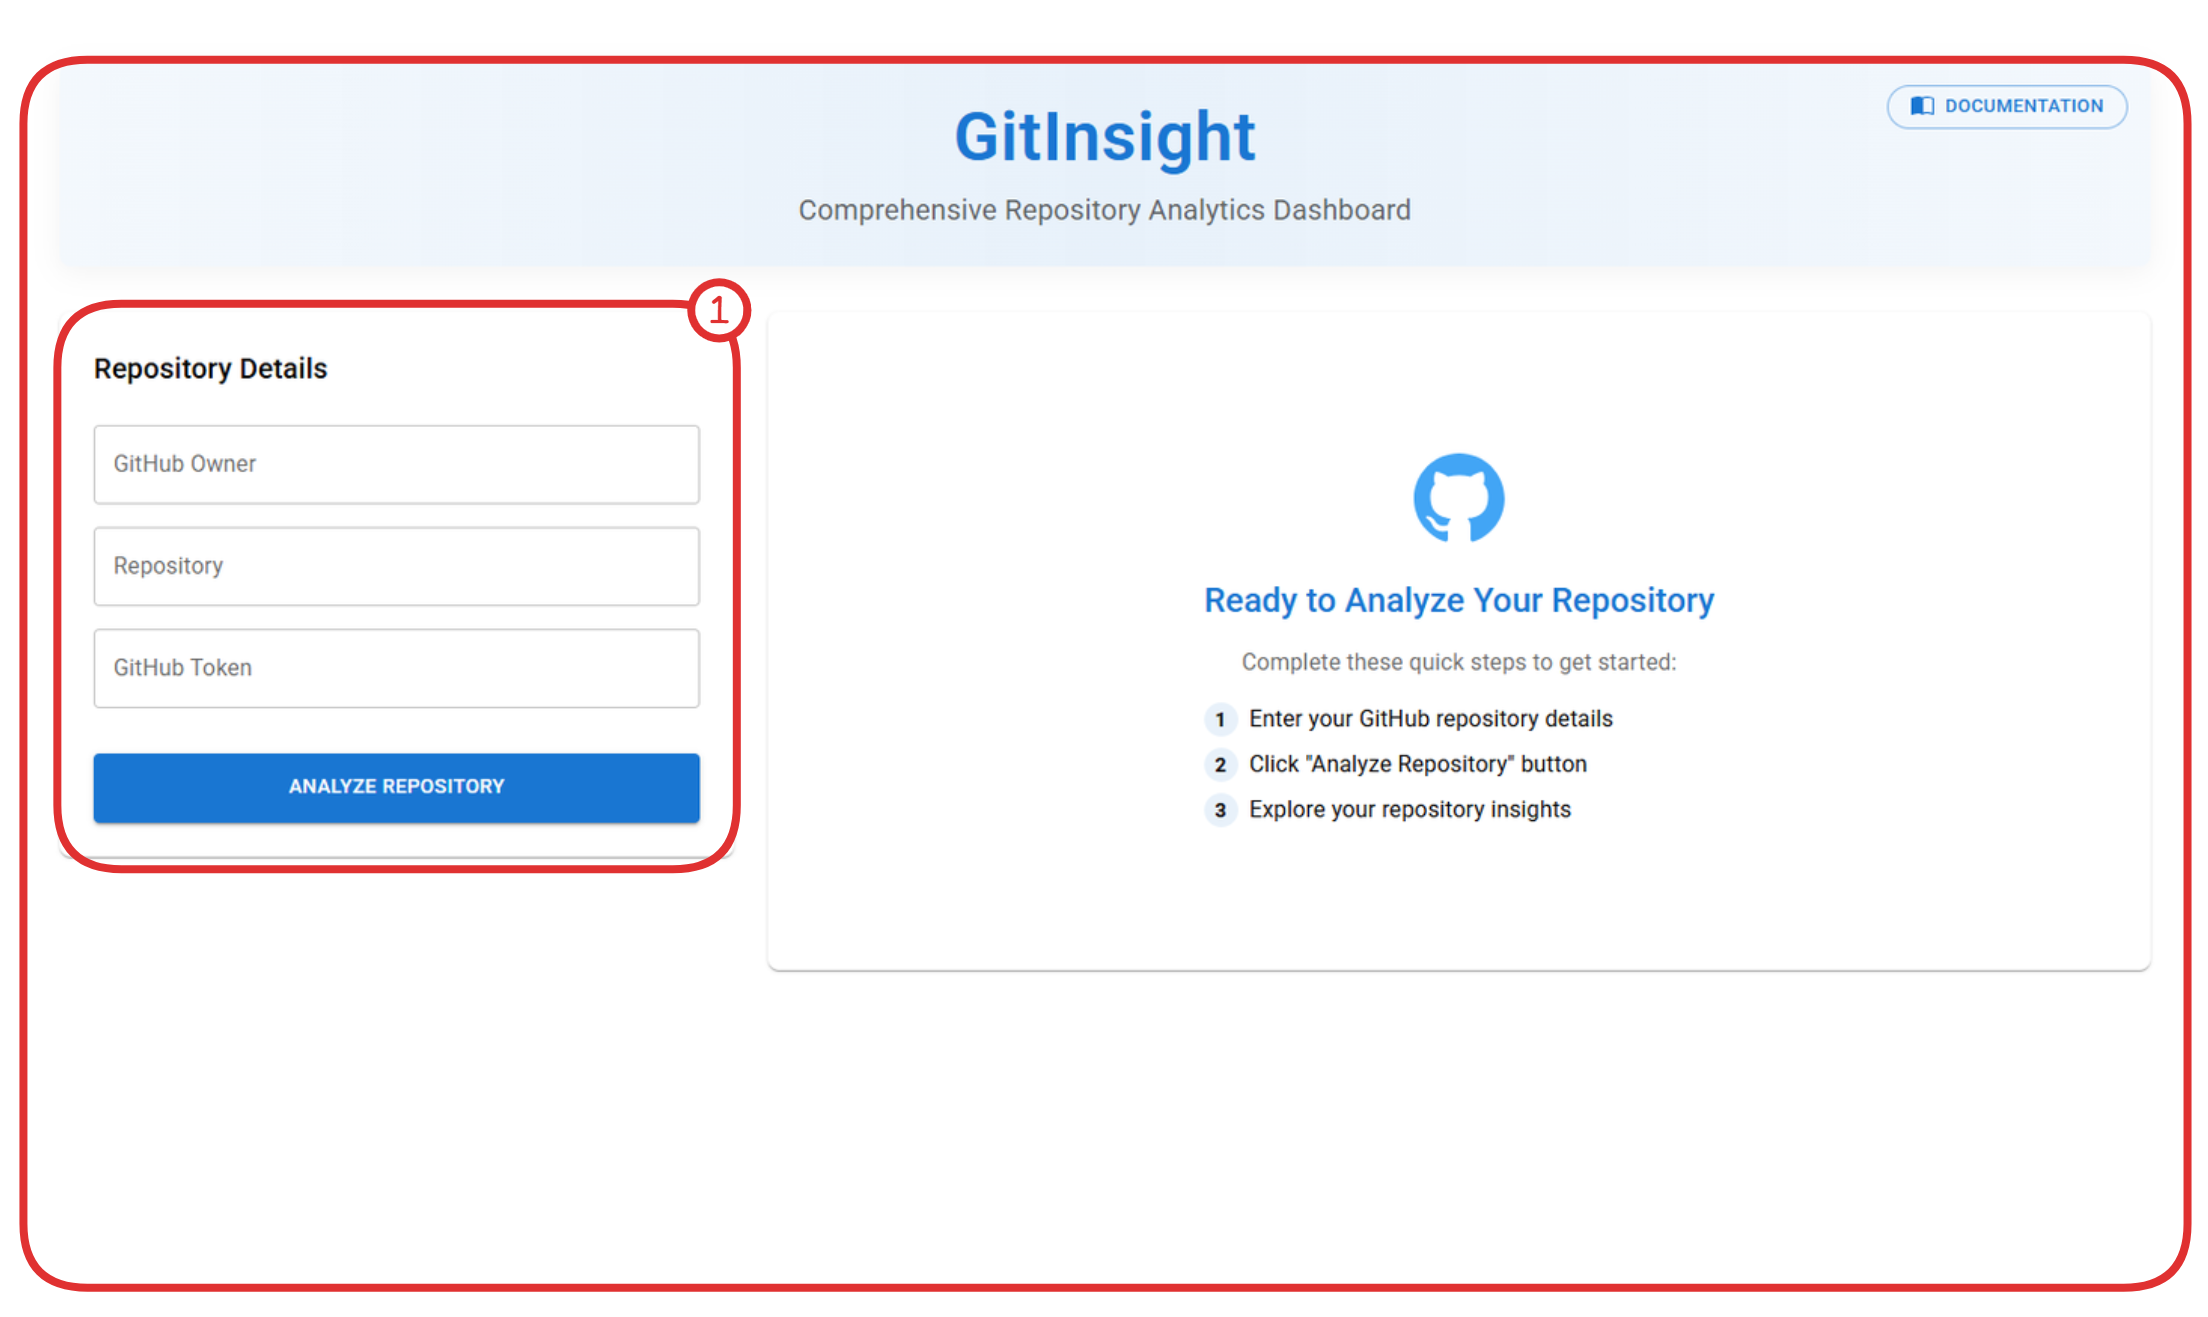 DOCUMENTATION
GitInsight
Comprehensive Repository Analytics Dashboard
1
Repository Details
GitHub Owner
Repository
GitHub Token
ANALYZE REPOSITORY
Ready to Analyze Your Repository
Complete these quick steps to get started:
1 Enter your GitHub repository details
2 Click "Analyze Repository" button
3 Explore your repository insights